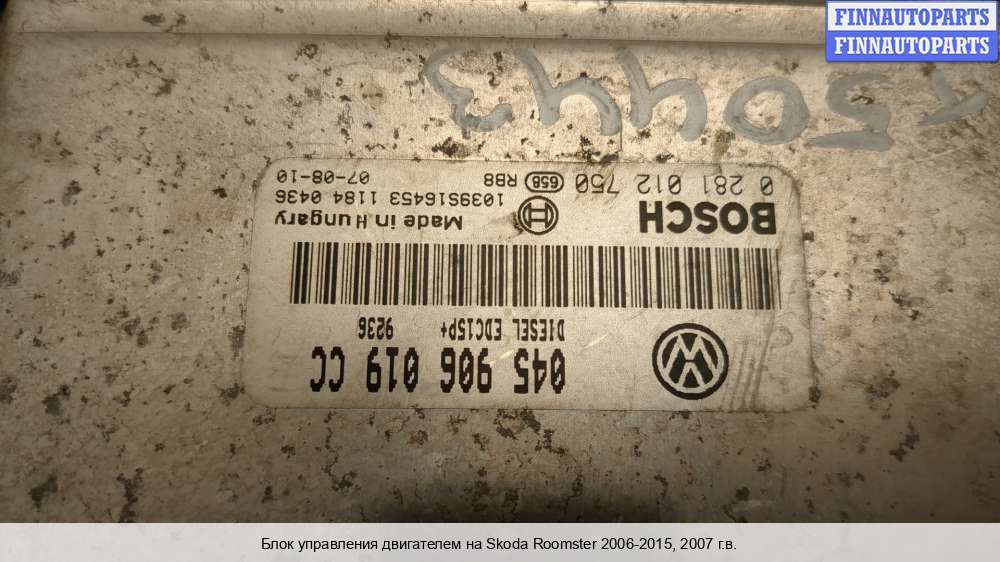 FINNAUTOPARTS
FINNAUTOPARTS
045 906 019 CC
DIESEL EDC15P+ 9236
BOSCH
Made in Hungary
0 281 012 750 658 RB8
1039S16453 1184 0436
07-08-10
Блок управления двигателем на Skoda Roomster 2006-2015, 2007 г.в.